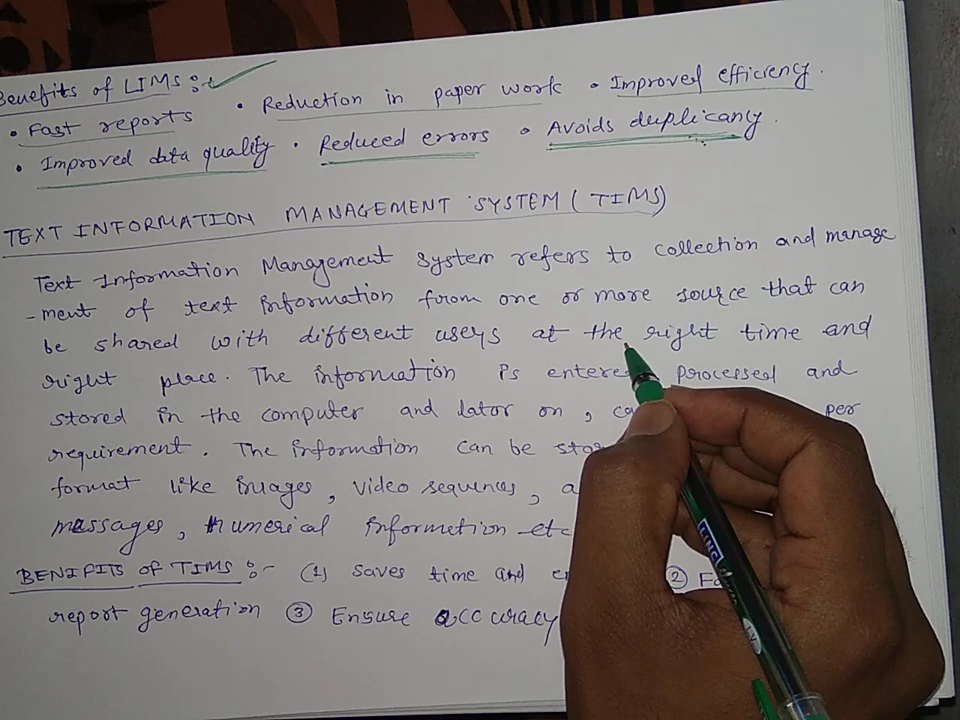 Benefits of LIMS :-
• Fast reports • Reduction in paper work • Improved efficiency.
• Improved data quality • Reduced errors • Avoids duplicancy.
TEXT INFORMATION MANAGEMENT SYSTEM (TIMS)
Text Information Management system refers to collection and manage
-ment of text information from one or more source that can
be shared with different users at the right time and
right place. The information is entere processed and
stored in the computer and lator on, per
requirement. The information can be
format like images, video sequences,
messages, Numerical information etc
BENIFITS of TIMS :- (1) Saves time and ②
report generation ③ Ensure accuracy
LINC